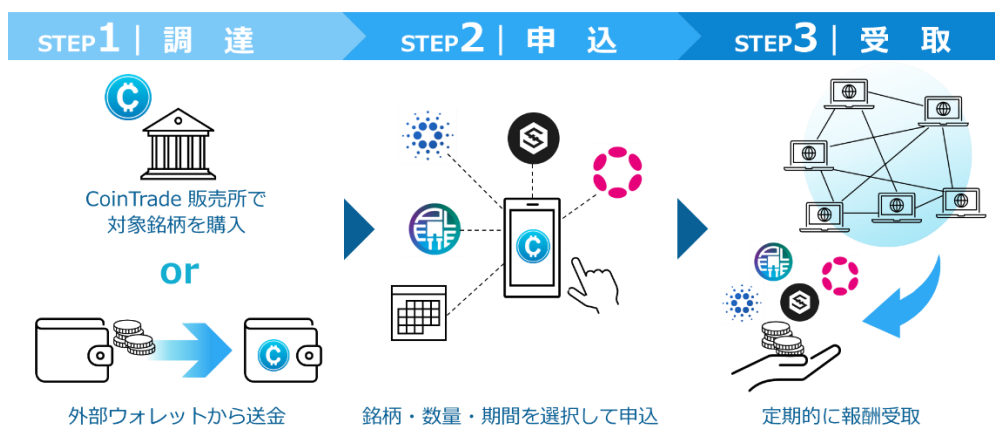 STEP1 | 調 達
STEP2 | 申 込
STEP3 | 受 取
CoinTrade 販売所で
対象銘柄を購入
or
外部ウォレットから送金
銘柄・数量・期間を選択して申込
定期的に報酬受取